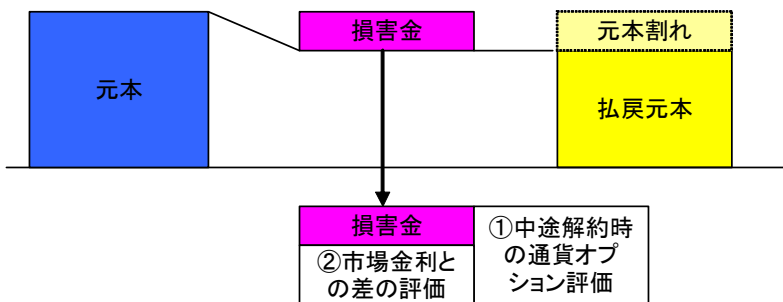 元本
損害金
元本割れ
払戻元本
損害金
②市場金利と
の差の評価
①中途解約時
の通貨オプ
ション評価